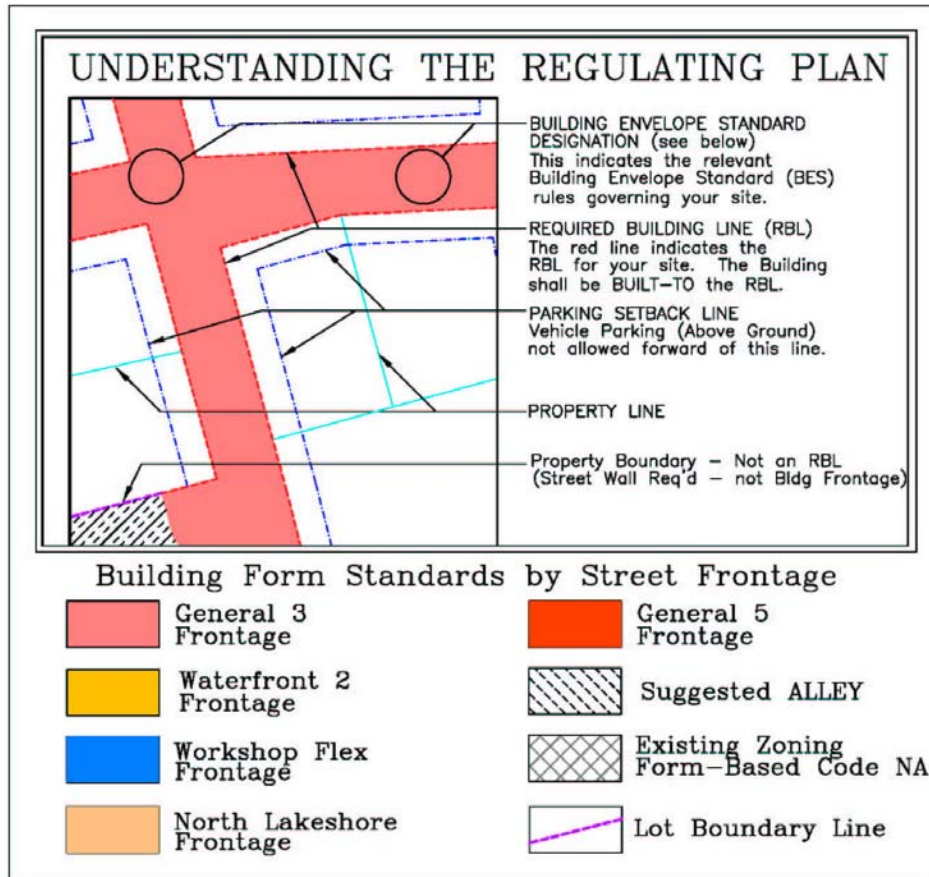 UNDERSTANDING THE REGULATING PLAN
BUILDING ENVELOPE STANDARD
DESIGNATION (see below)
This indicates the relevant
Building Envelope Standard (BES)
rules governing your site.
REQUIRED BUILDING LINE (RBL)
The red line indicates the
RBL for your site. The Building
shall be BUILT-TO the RBL.
PARKING SETBACK LINE
Vehicle Parking (Above Ground)
not allowed forward of this line.
PROPERTY LINE
Property Boundary - Not an RBL
(Street Wall Req'd - not Bldg Frontage)
Building Form Standards by Street Frontage
General 3
Frontage
Waterfront 2
Frontage
Workshop Flex
Frontage
North Lakeshore
Frontage
General 5
Frontage
Suggested ALLEY
Existing Zoning
Form-Based Code NA
Lot Boundary Line